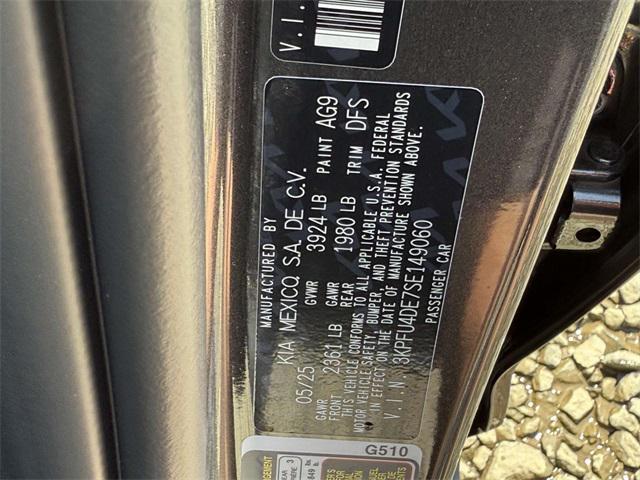 V.I.
MANUFACTURED BY
05/25 KIA MEXICO, S.A. DE C.V.
GVWR 3924 LB PAINT AG9
GAWR FRONT 2361 LB GAWR REAR 1980 LB TRIM DFS
THIS VEHICLE CONFORMS TO ALL APPLICABLE U.S.A. FEDERAL
MOTOR VEHICLE SAFETY, BUMPER, AND THEFT PREVENTION STANDARDS
IN EFFECT ON THE DATE OF MANUFACTURE SHOWN ABOVE.
V.I.N. 3KPFU4DE7SE149060
PASSENGER CAR
G510